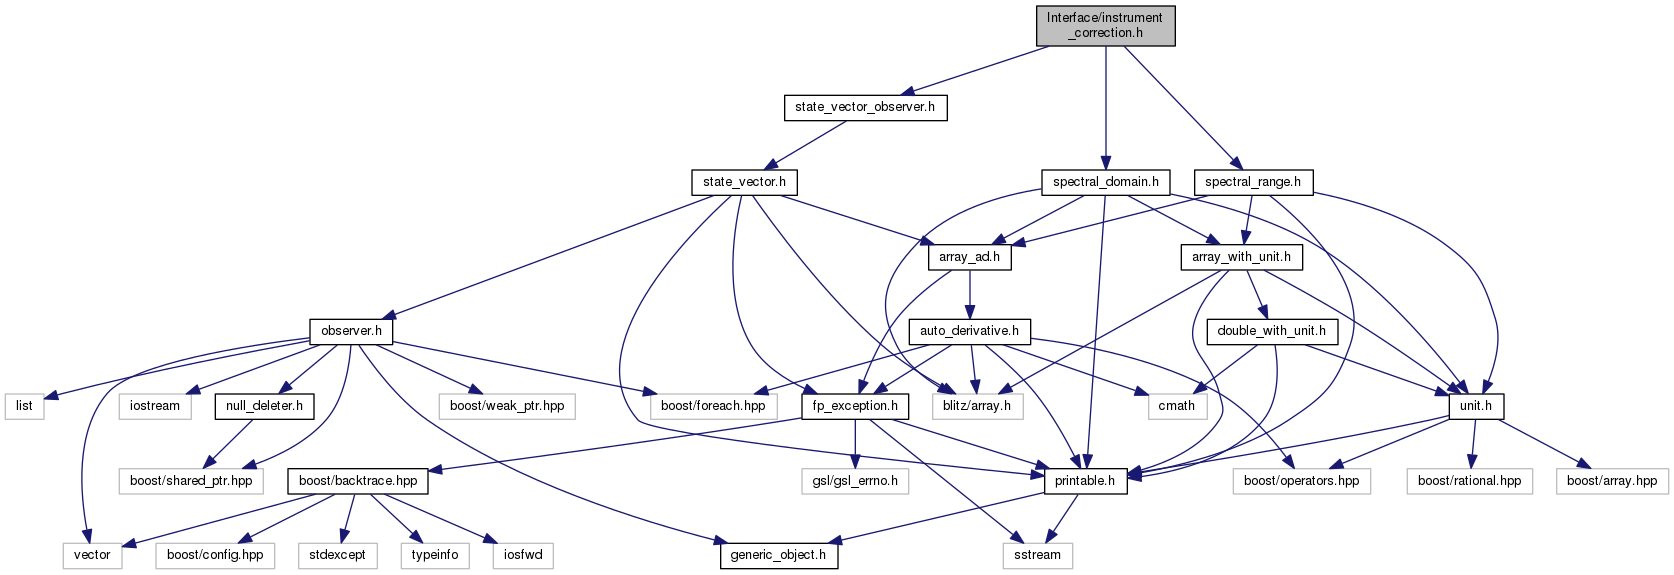 Interface/instrument
_correction.h
state_vector_observer.h
state_vector.h
spectral_domain.h
spectral_range.h
array_ad.h
array_with_unit.h
observer.h
auto_derivative.h
double_with_unit.h
list
iostream
null_deleter.h
boost/weak_ptr.hpp
boost/foreach.hpp
fp_exception.h
blitz/array.h
cmath
unit.h
boost/shared_ptr.hpp
boost/backtrace.hpp
gsl/gsl_errno.h
printable.h
boost/operators.hpp
boost/rational.hpp
boost/array.hpp
vector
boost/config.hpp
stdexcept
typeinfo
iosfwd
generic_object.h
sstream